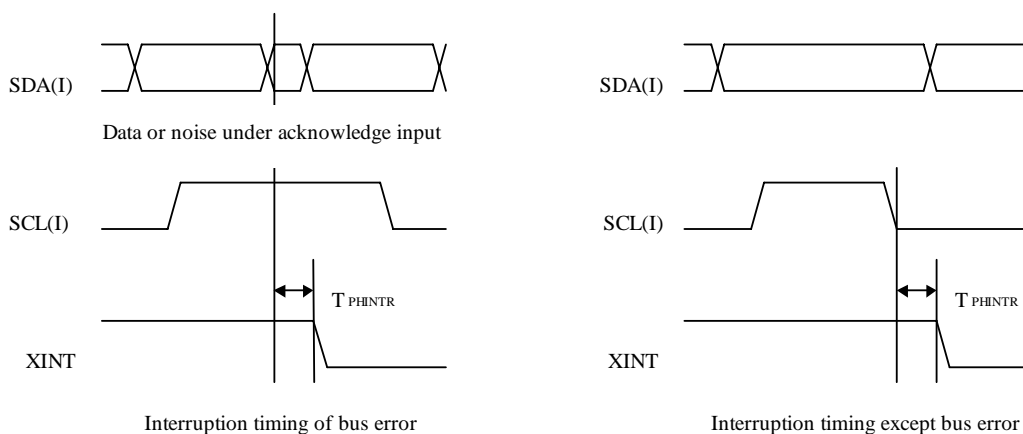 SDA(I)
Data or noise under acknowledge input
SCL(I)
T PHINTR
XINT
Interruption timing of bus error
SDA(I)
SCL(I)
T PHINTR
XINT
Interruption timing except bus error